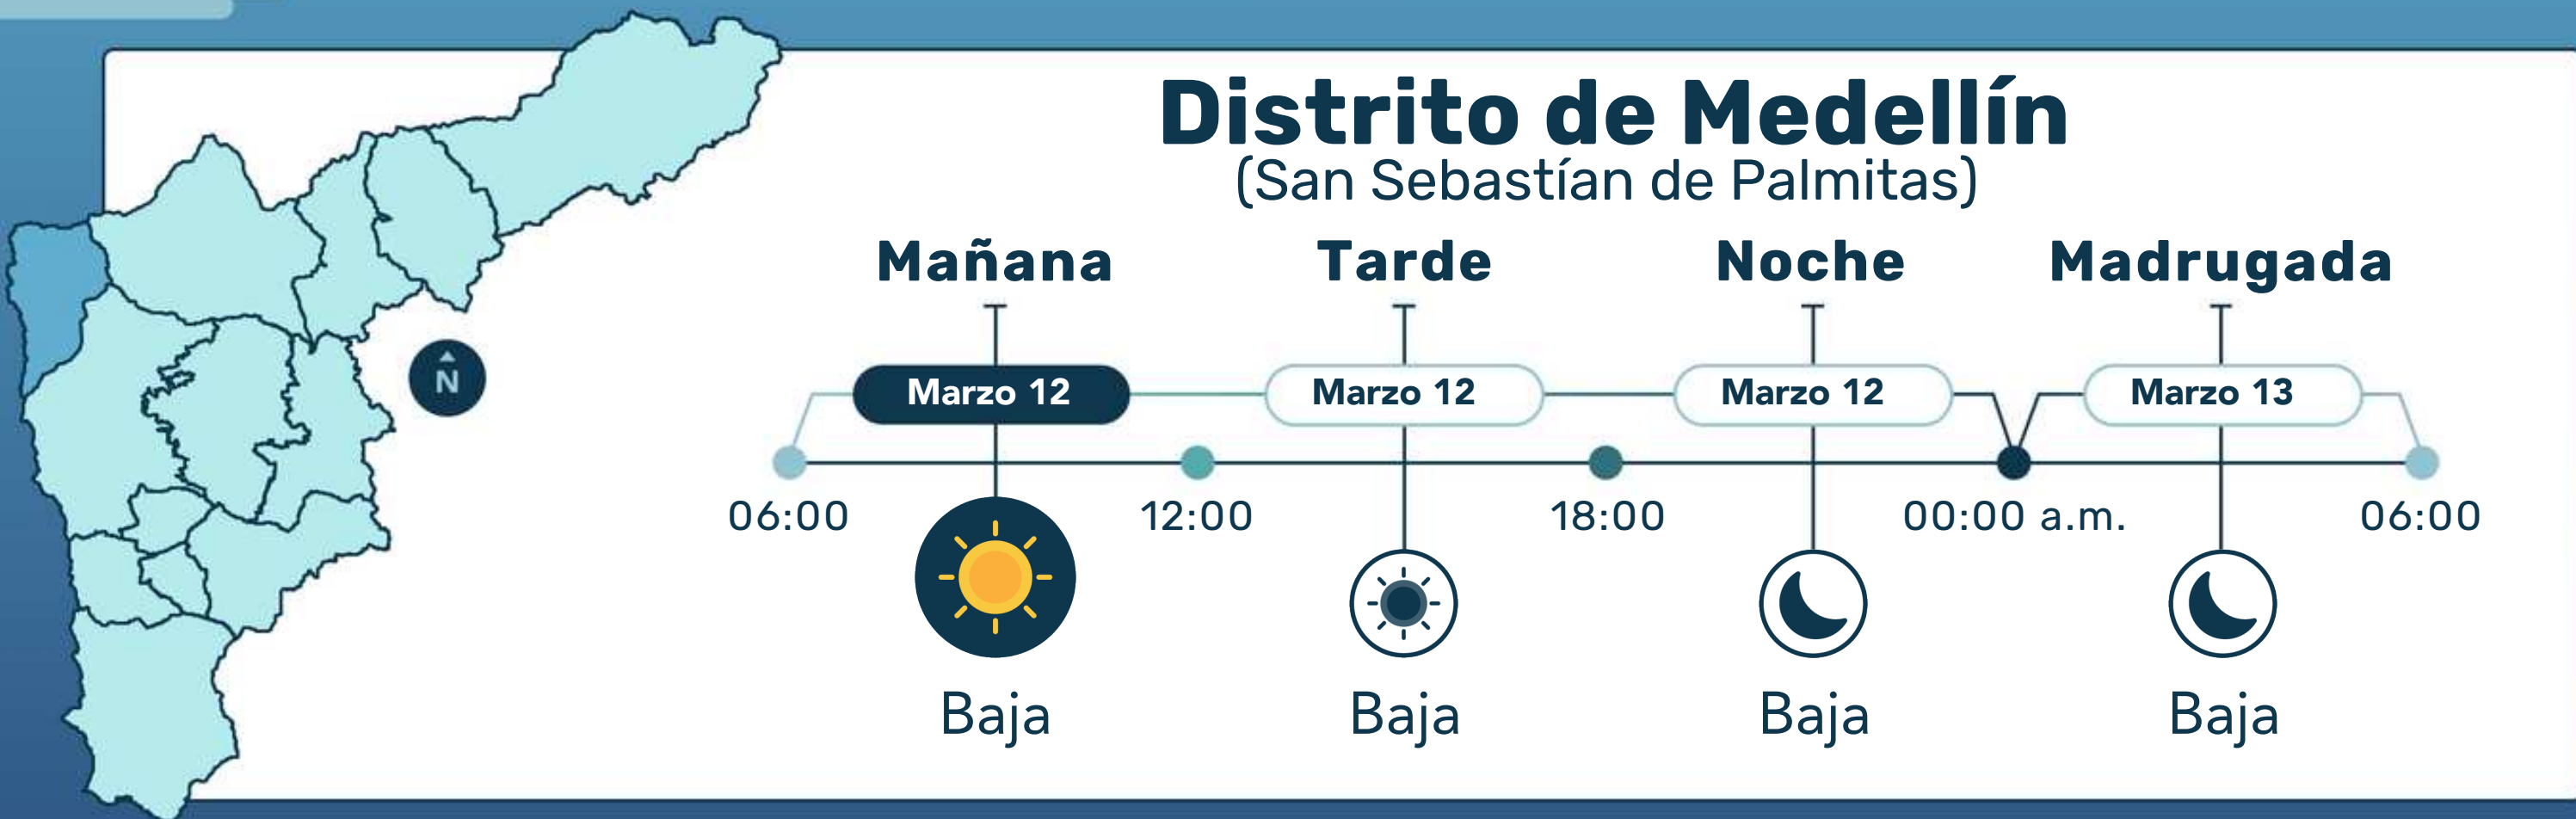 Distrito de Medellín
(San Sebastían de Palmitas)
Mañana Tarde Noche Madrugada
Marzo 12 Marzo 12 Marzo 12 Marzo 13
N
06:00 12:00 18:00 00:00 a.m. 06:00
Baja Baja Baja Baja